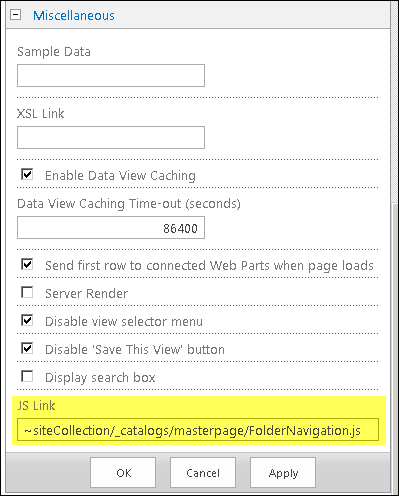 Miscellaneous
Sample Data
XSL Link
Enable Data View Caching
Data View Caching Time-out (seconds)
86400
Send first row to connected Web Parts when page loads
Server Render
Disable view selector menu
Disable 'Save This View' button
Display search box
JS Link
~siteCollection/_catalogs/masterpage/FolderNavigation.js
OK Cancel Apply